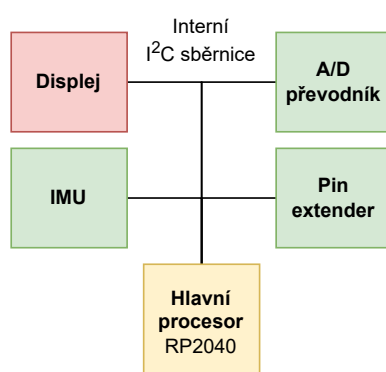 Interní
I²C sběrnice
Displej
A/D
převodník
IMU
Pin
extender
Hlavní
procesor
RP2040